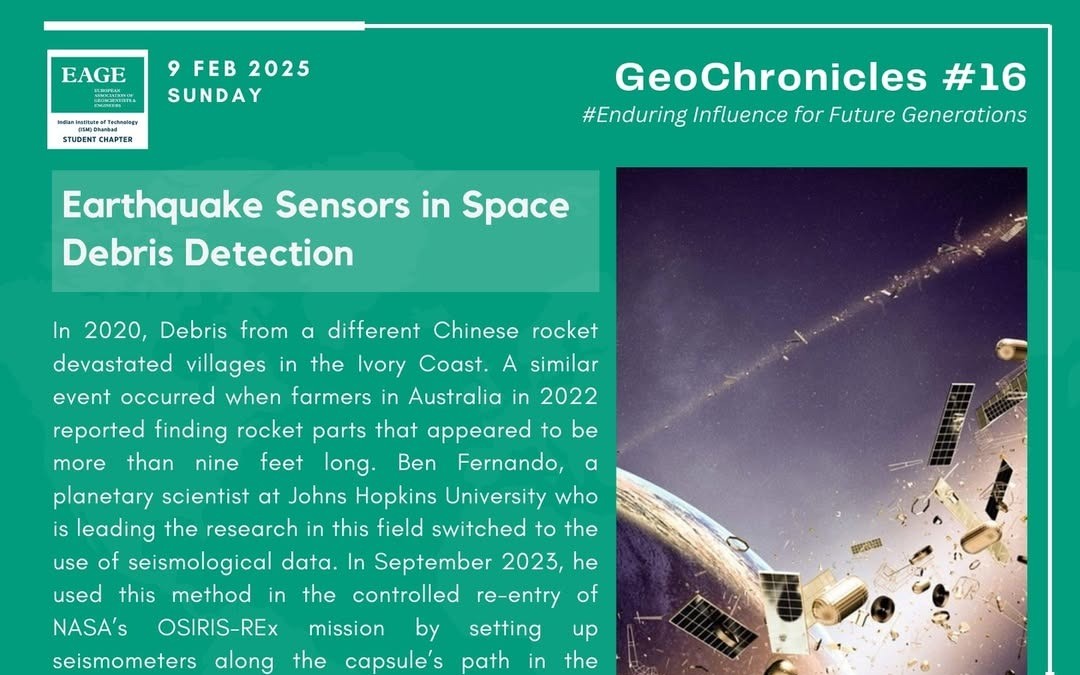 EAGE
EUROPEAN
ASSOCIATION OF
GEOSCIENTISTS &
ENGINEERS
Indian Institute of Technology
(ISM) Dhanbad
STUDENT CHAPTER
9 FEB 2025
SUNDAY
GeoChronicles #16
#Enduring Influence for Future Generations
Earthquake Sensors in Space
Debris Detection
In 2020, Debris from a different Chinese rocket
devastated villages in the Ivory Coast. A similar
event occurred when farmers in Australia in 2022
reported finding rocket parts that appeared to be
more than nine feet long. Ben Fernando, a
planetary scientist at Johns Hopkins University who
is leading the research in this field switched to the
use of seismological data. In September 2023, he
used this method in the controlled re-entry of
NASA's OSIRIS-REx mission by setting up
seismometers along the capsule's path in the